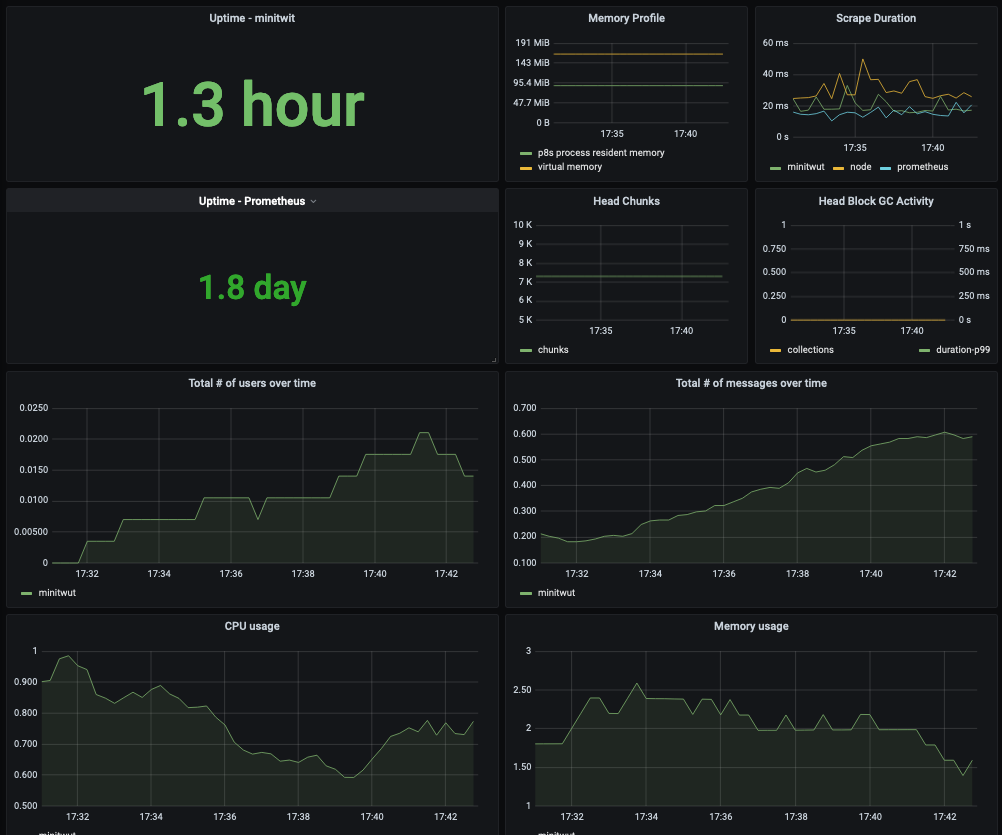 Uptime - minitwit
1.3 hour
Memory Profile
191 MiB
143 MiB
95.4 MiB
47.7 MiB
0 B
17:35 17:40
p8s process resident memory
virtual memory
Scrape Duration
60 ms
40 ms
20 ms
0 s
17:35 17:40
minitwut node prometheus
Uptime - Prometheus
1.8 day
Head Chunks
10 K
9 K
8 K
7 K
6 K
5 K
17:35 17:40
chunks
Head Block GC Activity
1 1 s
0.750 750 ms
0.500 500 ms
0.250 250 ms
0 0 s
17:35 17:40
collections duration-p99
Total # of users over time
0.0250
0.0200
0.0150
0.0100
0.00500
0
17:32 17:34 17:36 17:38 17:40 17:42
minitwut
Total # of messages over time
0.700
0.600
0.500
0.400
0.300
0.200
0.100
17:32 17:34 17:36 17:38 17:40 17:42
minitwut
CPU usage
1
0.900
0.800
0.700
0.600
0.500
17:32 17:34 17:36 17:38 17:40 17:42
minitwut
Memory usage
3
2.50
2
1.50
1
17:32 17:34 17:36 17:38 17:40 17:42
minitwut